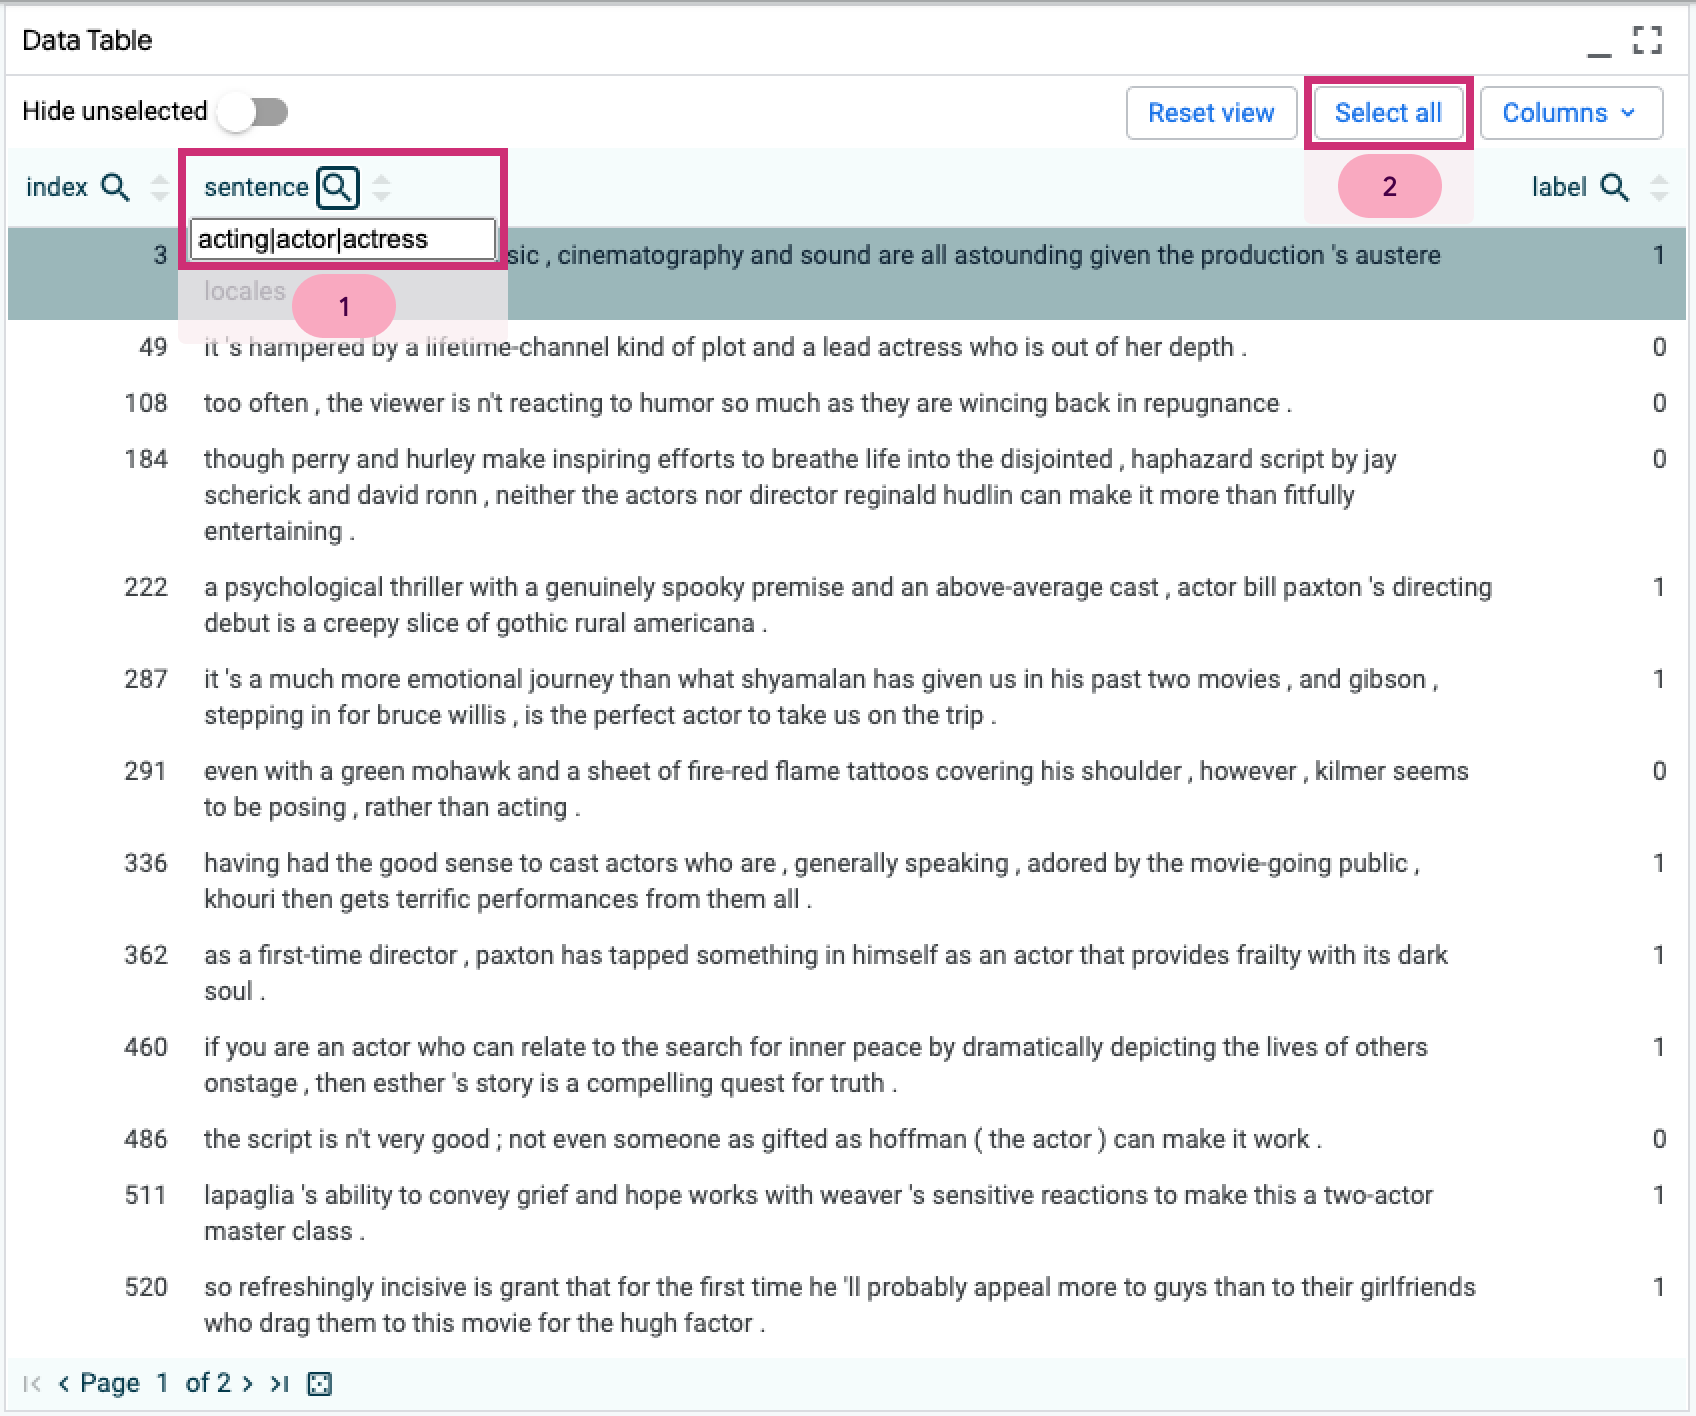 Data Table
Hide unselected
Reset view
Select all
Columns
index
sentence
label
acting|actor|actress
1
2
3 sic , cinematography and sound are all astounding given the production 's austere 1
locales
49 it 's hampered by a lifetime-channel kind of plot and a lead actress who is out of her depth . 0
108 too often , the viewer is n't reacting to humor so much as they are wincing back in repugnance . 0
184 though perry and hurley make inspiring efforts to breathe life into the disjointed , haphazard script by jay 0
scherick and david ronn , neither the actors nor director reginald hudlin can make it more than fitfully
entertaining .
222 a psychological thriller with a genuinely spooky premise and an above-average cast , actor bill paxton 's directing 1
debut is a creepy slice of gothic rural americana .
287 it 's a much more emotional journey than what shyamalan has given us in his past two movies , and gibson , 1
stepping in for bruce willis , is the perfect actor to take us on the trip .
291 even with a green mohawk and a sheet of fire-red flame tattoos covering his shoulder , however , kilmer seems 0
to be posing , rather than acting .
336 having had the good sense to cast actors who are , generally speaking , adored by the movie-going public , 1
khouri then gets terrific performances from them all .
362 as a first-time director , paxton has tapped something in himself as an actor that provides frailty with its dark 1
soul .
460 if you are an actor who can relate to the search for inner peace by dramatically depicting the lives of others 1
onstage , then esther 's story is a compelling quest for truth .
486 the script is n't very good ; not even someone as gifted as hoffman ( the actor ) can make it work . 0
511 lapaglia 's ability to convey grief and hope works with weaver 's sensitive reactions to make this a two-actor 1
master class .
520 so refreshingly incisive is grant that for the first time he 'll probably appeal more to guys than to their girlfriends 1
who drag them to this movie for the hugh factor .
Page 1 of 2